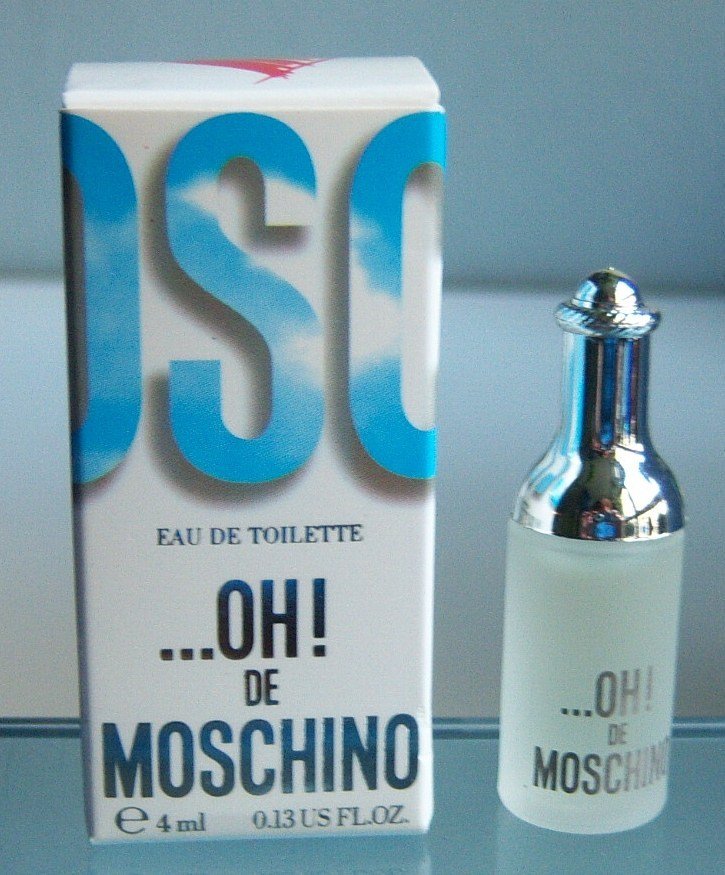 OSC
EAU DE TOILETTE
...OH!
DE
MOSCHINO
e 4 ml 0.13 US FL.OZ.
...OH!
DE
MOSCHINO